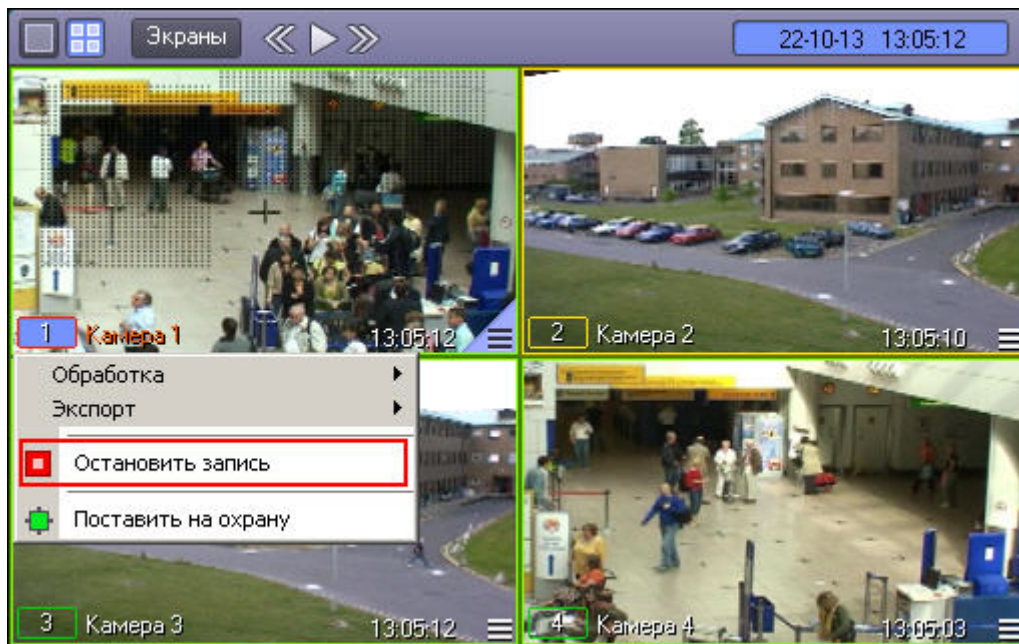 Экраны 22-10-13 13:05:12
1 Камера 1 13:05:12
2 Камера 2 13:05:10
Обработка
Экспорт
Остановить запись
Поставить на охрану
3 Камера 3 13:05:12
4 Камера 4 13:05:03